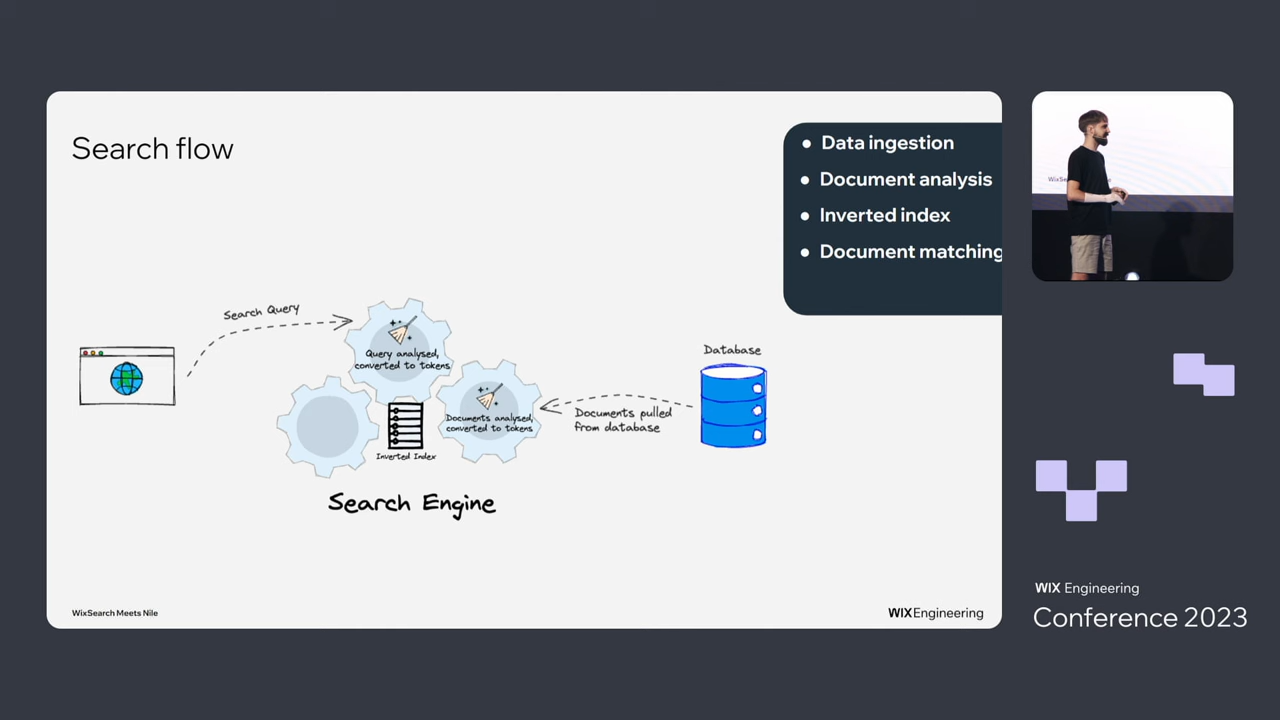 Search flow
● Data ingestion
● Document analysis
● Inverted index
● Document matching
Search Query
Query analysed,
converted to tokens
Documents analysed,
converted to tokens
Inverted Index
Search Engine
Database
Documents pulled
from database
WixSearch Meets Nile
WIX Engineering
WIX Engineering
Conference 2023